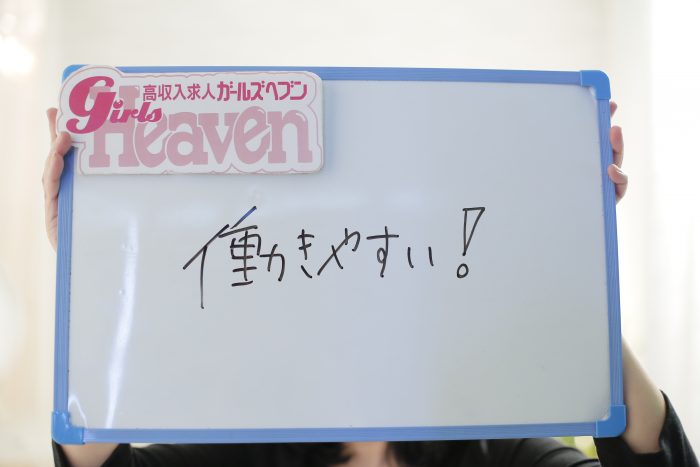 高収入求人ガールズヘブン
Girls
Heaven
働きやすい!